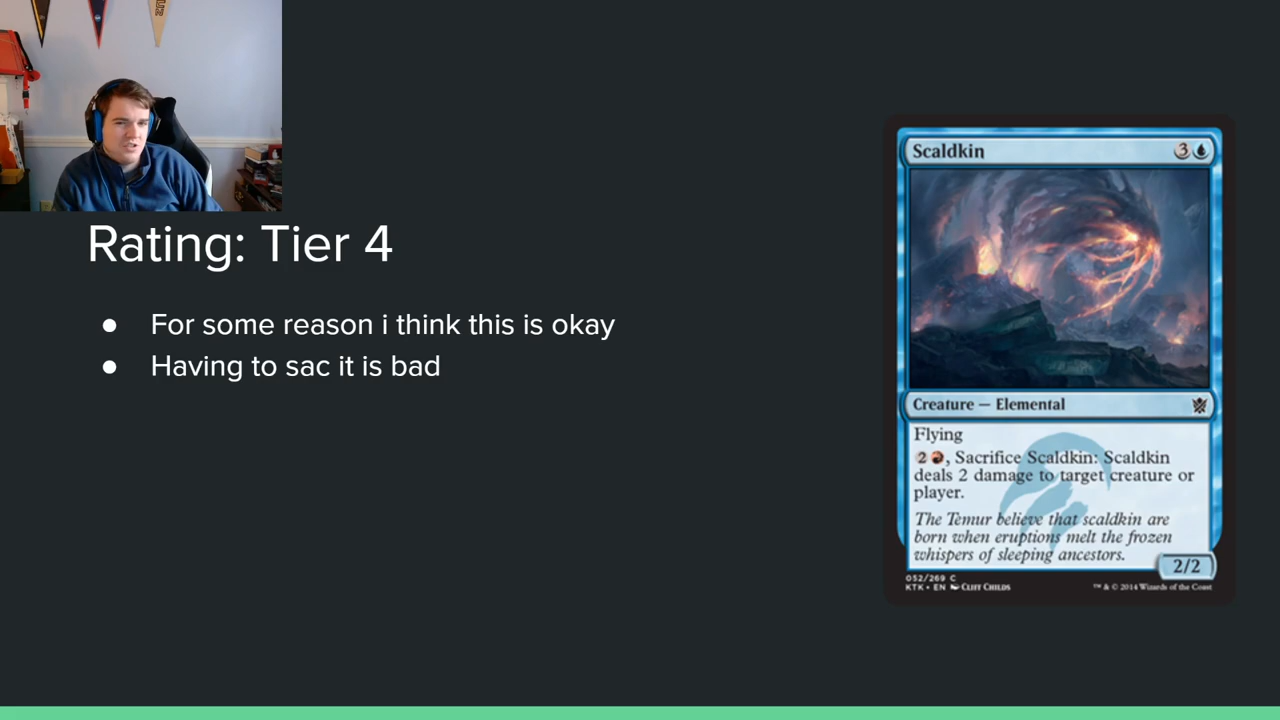 Rating: Tier 4
● For some reason i think this is okay
● Having to sac it is bad
Scaldkin 3
Creature — Elemental
Flying
2 , Sacrifice Scaldkin: Scaldkin
deals 2 damage to target creature or
player.
The Temur believe that scaldkin are
born when eruptions melt the frozen
whispers of sleeping ancestors.
2/2
052/269 C
KTK • EN Cliff Childs
™ & © 2014 Wizards of the Coast